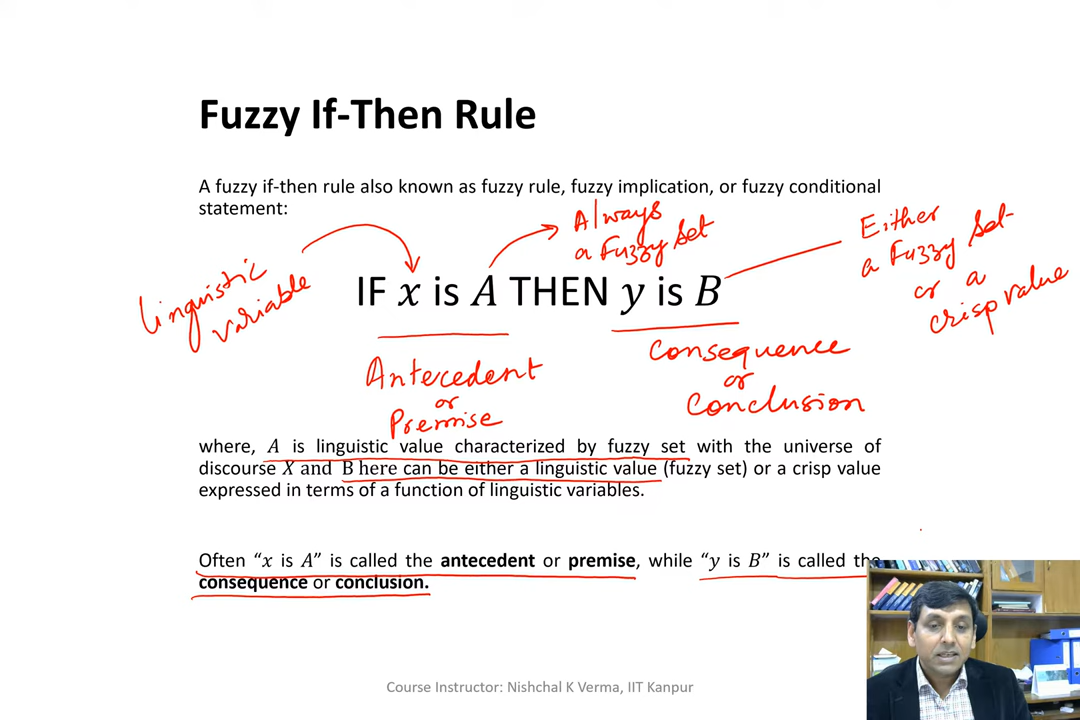 Fuzzy If-Then Rule
A fuzzy if-then rule also known as fuzzy rule, fuzzy implication, or fuzzy conditional
statement:
Always
a Fuzzy Set
Either
a Fuzzy Set
or a
crisp value
linguistic
variable
IF x is A THEN y is B
Antecedent
or
Premise
Consequence
or
Conclusion
where, A is linguistic value characterized by fuzzy set with the universe of
discourse X and B here can be either a linguistic value (fuzzy set) or a crisp value
expressed in terms of a function of linguistic variables.
Often “x is A” is called the antecedent or premise, while “y is B” is called the
consequence or conclusion.
Course Instructor: Nishchal K Verma, IIT Kanpur